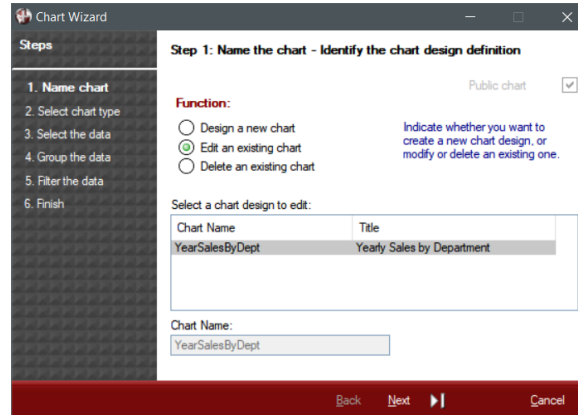 Chart Wizard
Steps
1. Name chart
2. Select chart type
3. Select the data
4. Group the data
5. Filter the data
6. Finish
Step 1: Name the chart - Identify the chart design definition
Public chart
Function:
Design a new chart
Edit an existing chart
Delete an existing chart
Indicate whether you want to
create a new chart design, or
modify or delete an existing one.
Select a chart design to edit:
Chart Name Title
YearSalesByDept Yearly Sales by Department
Chart Name:
YearSalesByDept
Back Next Cancel